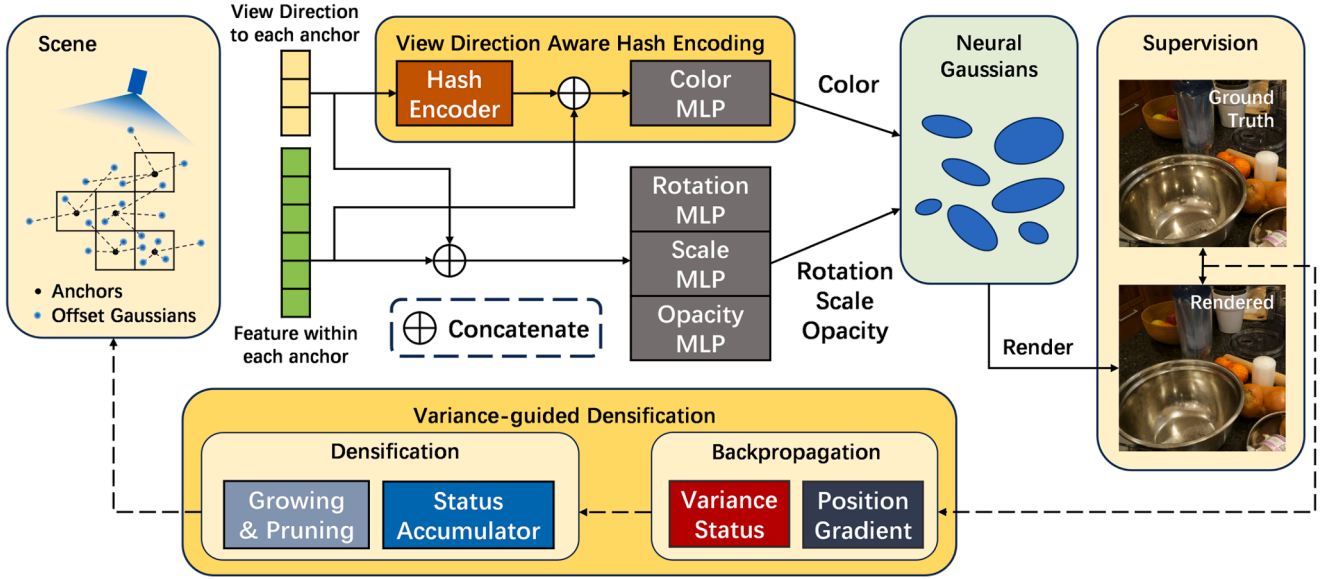 Scene
Anchors
Offset Gaussians
View Direction
to each anchor
Feature within
each anchor
View Direction Aware Hash Encoding
Hash
Encoder
Color
MLP
Rotation
MLP
Scale
MLP
Opacity
MLP
Concatenate
Color
Rotation
Scale
Opacity
Neural
Gaussians
Render
Supervision
Ground
Truth
Rendered
Variance-guided Densification
Densification
Growing
& Pruning
Status
Accumulator
Backpropagation
Variance
Status
Position
Gradient